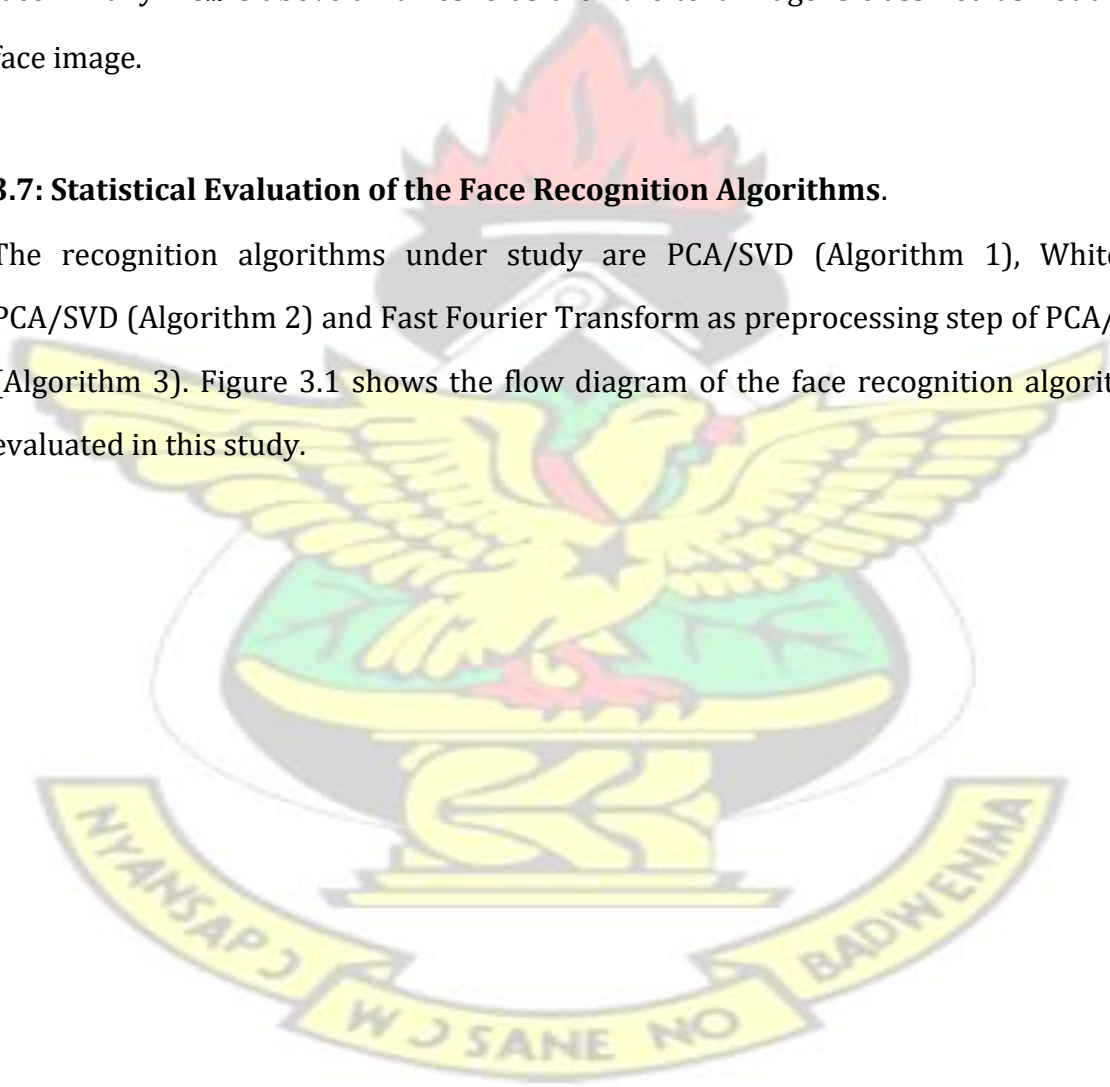 face image.
3.7: Statistical Evaluation of the Face Recognition Algorithms.
The recognition algorithms under study are PCA/SVD (Algorithm 1), White
PCA/SVD (Algorithm 2) and Fast Fourier Transform as preprocessing step of PCA/
(Algorithm 3). Figure 3.1 shows the flow diagram of the face recognition algorit
evaluated in this study.
NYANSAPƆ
WƆ SANE NO
BADWENMA